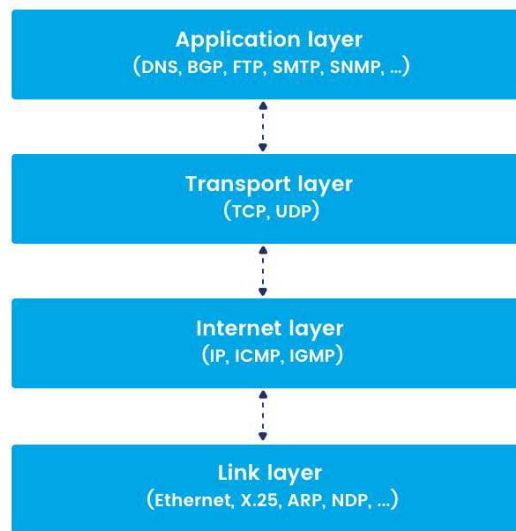 Application layer
(DNS, BGP, FTP, SMTP, SNMP, ...)
Transport layer
(TCP, UDP)
Internet layer
(IP, ICMP, IGMP)
Link layer
(Ethernet, X.25, ARP, NDP, ...)